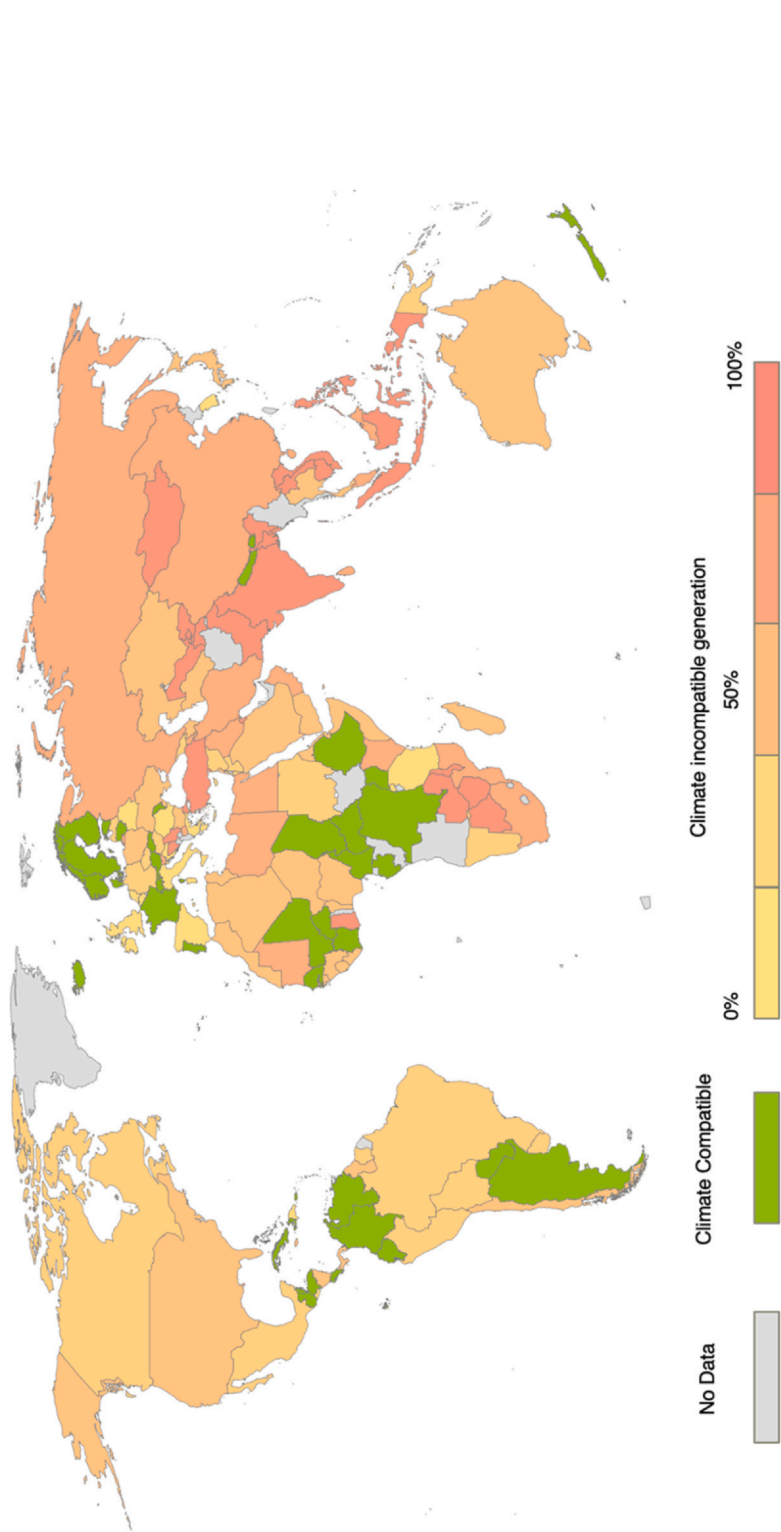 Climate incompatible generation
No Data
Climate Compatible
0%
50%
100%